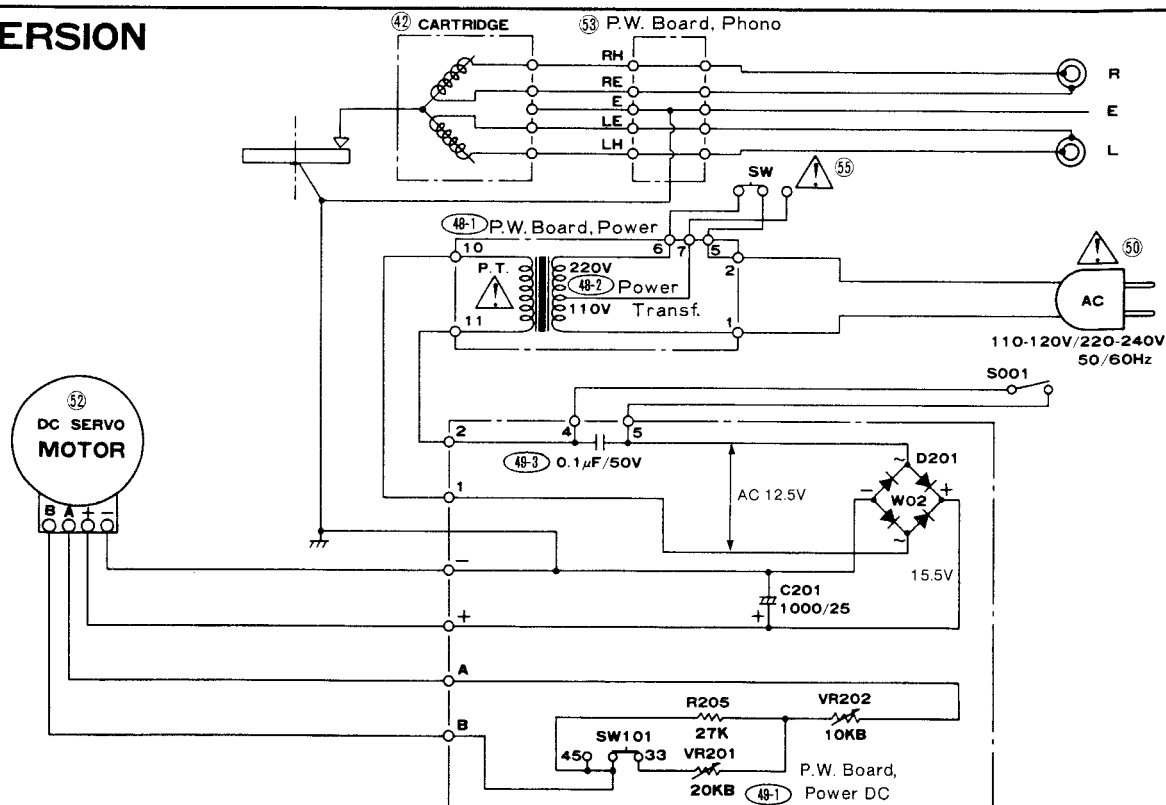 ERSION
42 CARTRIDGE
53 P.W. Board, Phono
RH
RE
E
LE
LH
R
E
L
SW
55
48-1 P.W. Board, Power
10
6
7
5
2
P.T.
220V
48-2 Power
Transf.
110V
11
1
50
AC
110-120V/220-240V
50/60Hz
S001
52
DC SERVO
MOTOR
B A + -
2
4
5
49-3 0.1µF/50V
1
AC 12.5V
D201
~
-
W02
+
~
15.5V
-
C201
1000/25
+
+
A
B
R205
27K
VR202
10KB
SW101
45
33
VR201
20KB
P.W. Board,
49-1 Power DC